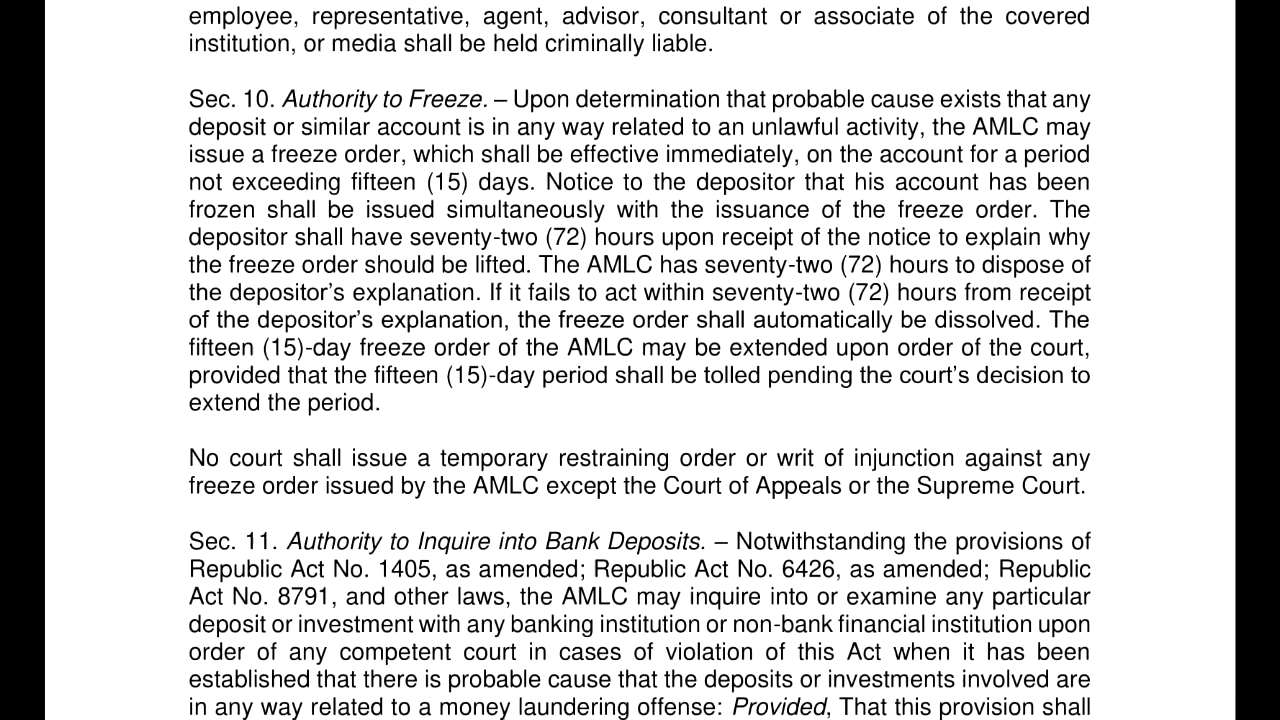 employee, representative, agent, advisor, consultant or associate of the covered
institution, or media shall be held criminally liable.
Sec. 10. Authority to Freeze. – Upon determination that probable cause exists that any
deposit or similar account is in any way related to an unlawful activity, the AMLC may
issue a freeze order, which shall be effective immediately, on the account for a period
not exceeding fifteen (15) days. Notice to the depositor that his account has been
frozen shall be issued simultaneously with the issuance of the freeze order. The
depositor shall have seventy-two (72) hours upon receipt of the notice to explain why
the freeze order should be lifted. The AMLC has seventy-two (72) hours to dispose of
the depositor’s explanation. If it fails to act within seventy-two (72) hours from receipt
of the depositor’s explanation, the freeze order shall automatically be dissolved. The
fifteen (15)-day freeze order of the AMLC may be extended upon order of the court,
provided that the fifteen (15)-day period shall be tolled pending the court’s decision to
extend the period.
No court shall issue a temporary restraining order or writ of injunction against any
freeze order issued by the AMLC except the Court of Appeals or the Supreme Court.
Sec. 11. Authority to Inquire into Bank Deposits. – Notwithstanding the provisions of
Republic Act No. 1405, as amended; Republic Act No. 6426, as amended; Republic
Act No. 8791, and other laws, the AMLC may inquire into or examine any particular
deposit or investment with any banking institution or non-bank financial institution upon
order of any competent court in cases of violation of this Act when it has been
established that there is probable cause that the deposits or investments involved are
in any way related to a money laundering offense: Provided, That this provision shall